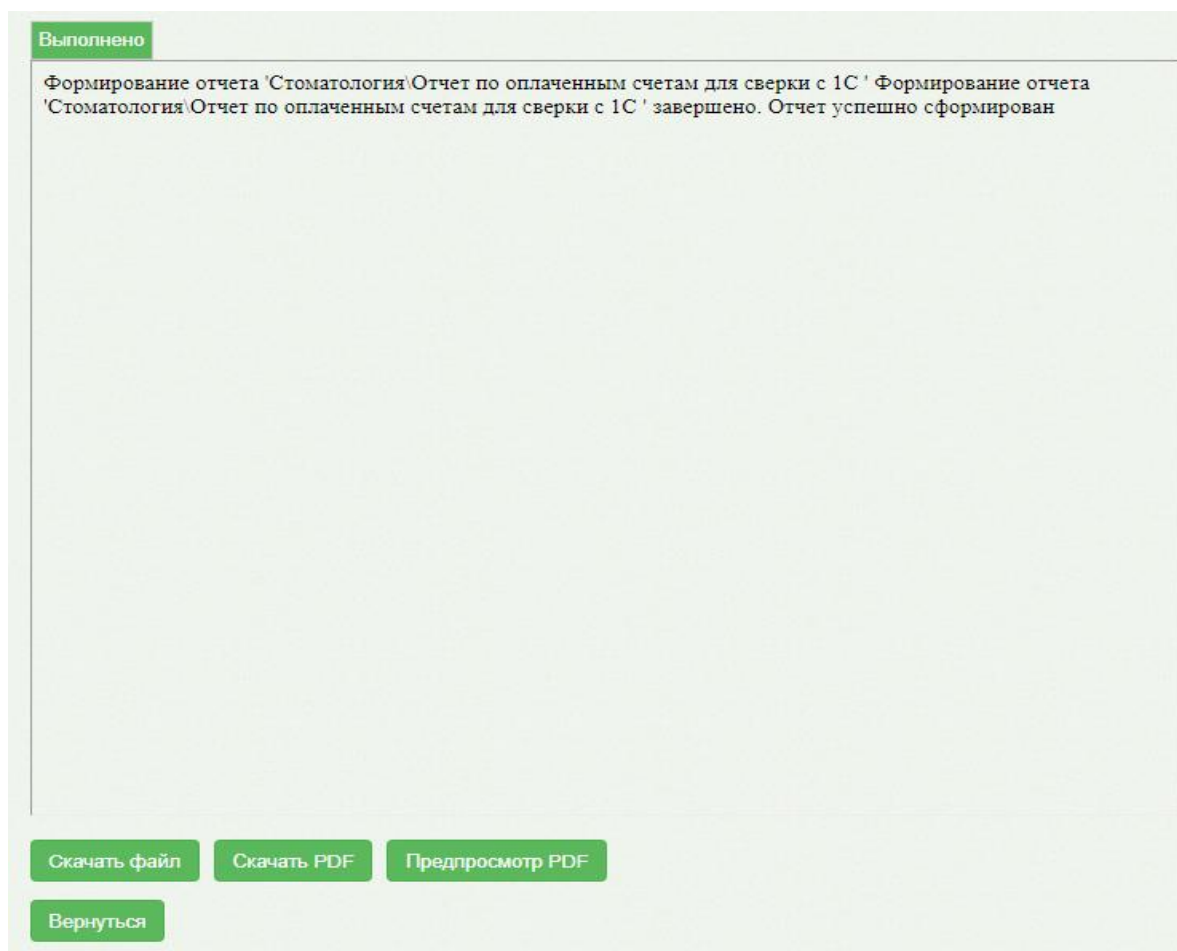 Выполнено
Формирование отчета 'Стоматология\Отчет по оплаченным счетам для сверки с 1С ' Формирование отчета
'Стоматология\Отчет по оплаченным счетам для сверки с 1С ' завершено. Отчет успешно сформирован
Скачать файл Скачать PDF Предпросмотр PDF
Вернуться